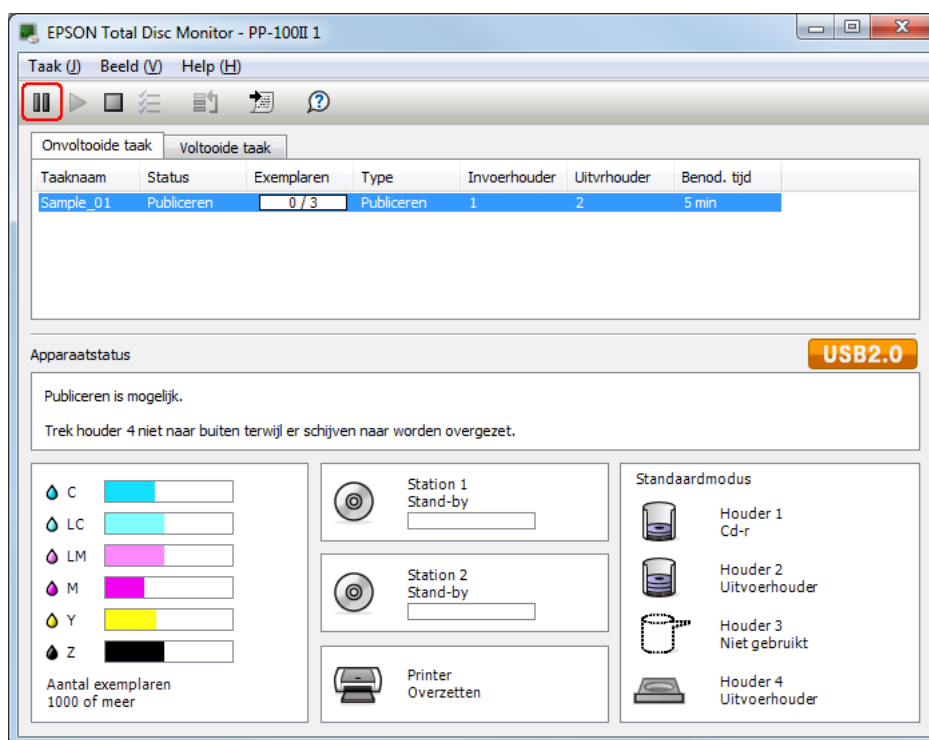 EPSON Total Disc Monitor - PP-100II 1
Taak (J) Beeld (V) Help (H)
Onvoltooide taak Voltooide taak
Taaknaam Status Exemplaren Type Invoerhouder Uitvrhouder Benod. tijd
Sample_01 Publiceren 0 / 3 Publiceren 1 2 5 min
Apparaatstatus
USB2.0
Publiceren is mogelijk.
Trek houder 4 niet naar buiten terwijl er schijven naar worden overgezet.
C
LC
LM
M
Y
Z
Aantal exemplaren
1000 of meer
Station 1
Stand-by
Station 2
Stand-by
Printer
Overzetten
Standaardmodus
Houder 1
Cd-r
Houder 2
Uitvoerhouder
Houder 3
Niet gebruikt
Houder 4
Uitvoerhouder